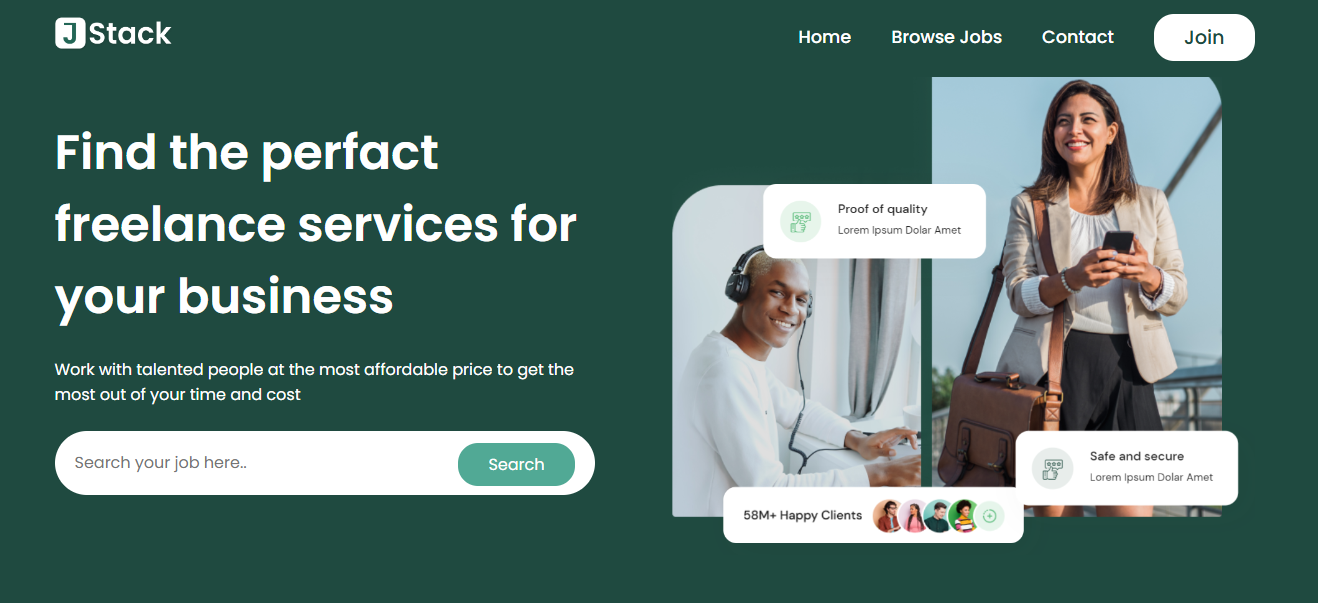 J Stack
Home
Browse Jobs
Contact
Join
Find the perfact
freelance services for
your business
Work with talented people at the most affordable price to get the
most out of your time and cost
Search your job here..
Search
Proof of quality
Lorem Ipsum Dolar Amet
Safe and secure
Lorem Ipsum Dolar Amet
58M+ Happy Clients